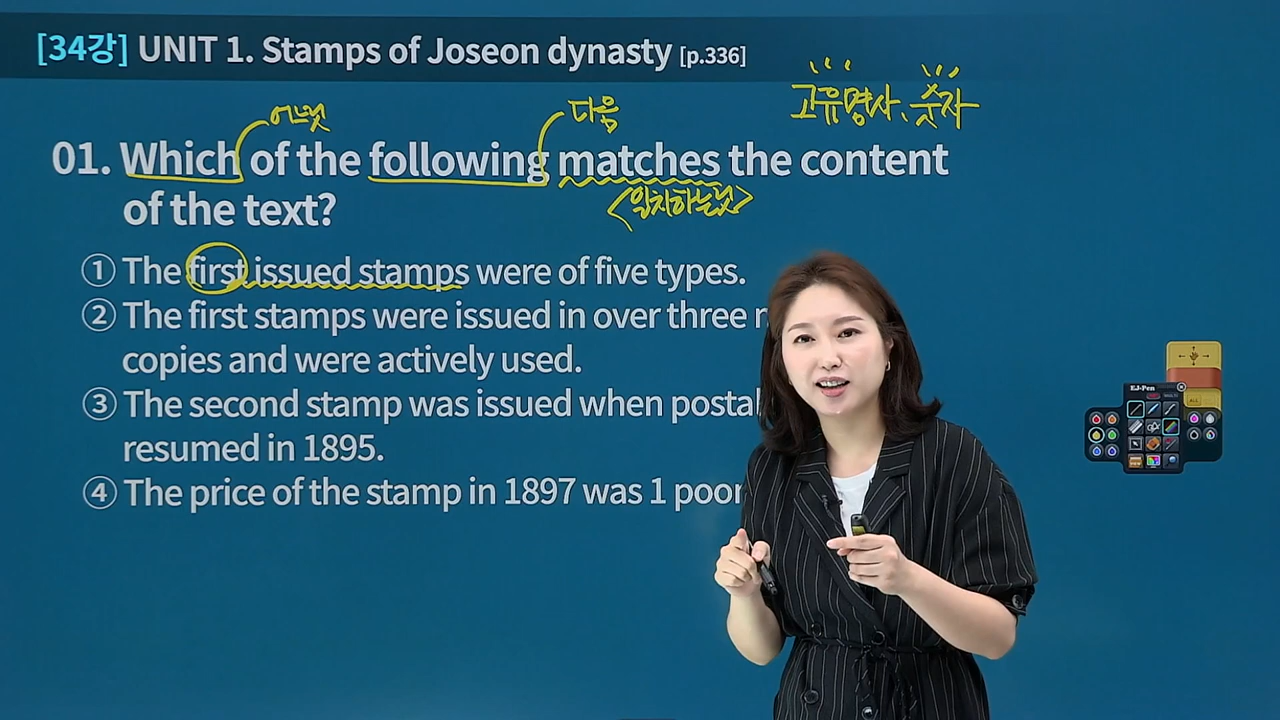 [34강] UNIT 1. Stamps of Joseon dynasty [p.336]
고유명사, 숫자
어느것
다음
01. Which of the following matches the content
<일치하는것>
of the text?
① The first issued stamps were of five types.
② The first stamps were issued in over three
copies and were actively used.
③ The second stamp was issued when postal
resumed in 1895.
④ The price of the stamp in 1897 was 1 poon
EJ-Pen